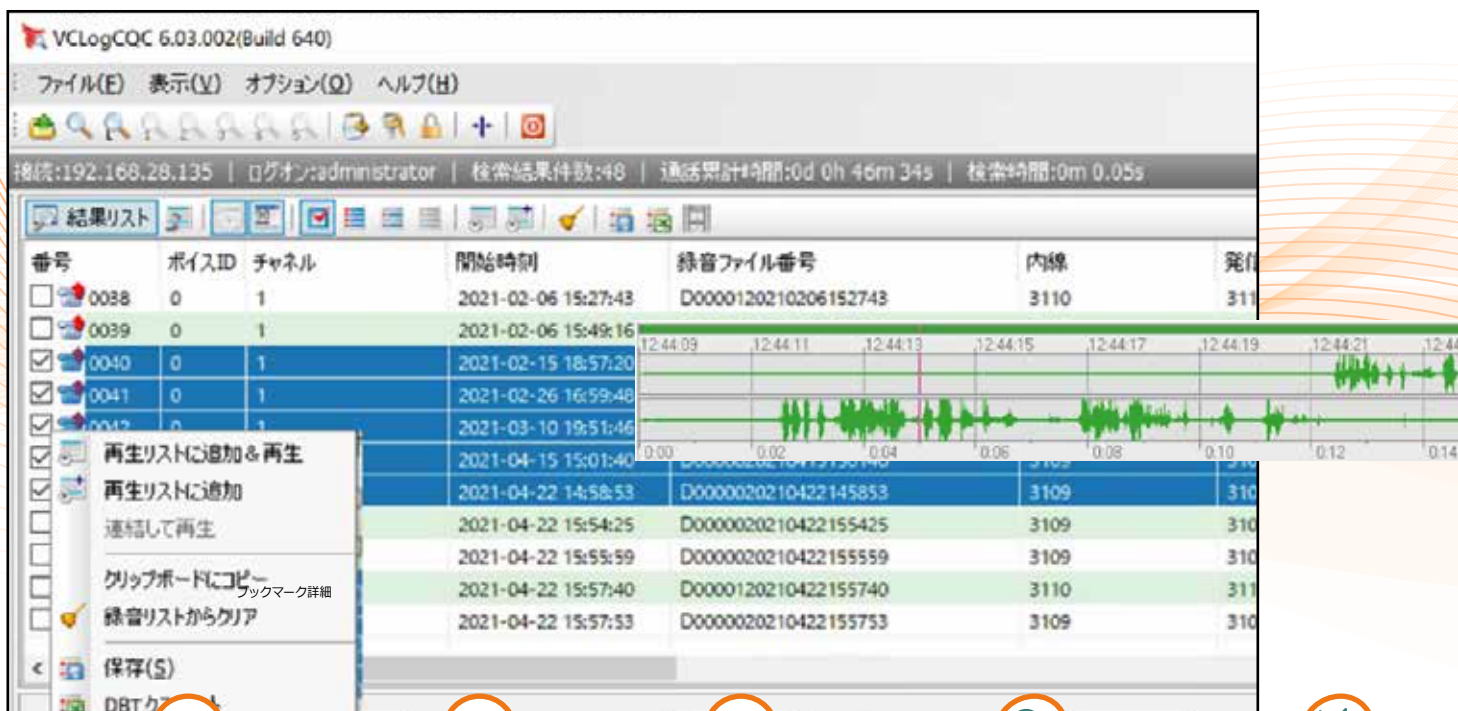 VCLogCQC 6.03.002(Build 640)
ファイル(F) 表示(V) オプション(O) ヘルプ(H)
接続:192.168.28.135 | ログオン:administrator | 検索結果件数:48 | 通話累計時間:0d 0h 46m 34s | 検索時間:0m 0.05s
結果リスト
番号 ボイスID チャネル 開始時刻 録音ファイル番号 内線
0038 0 1 2021-02-06 15:27:43 D0000120210206152743 3110 311
0039 0 1 2021-02-06 15:49:16
12:44:09 12:44:11 12:44:13 12:44:15 12:44:17 12:44:19 12:44:21 12:44
0040 0 1 2021-02-15 18:57:20
0041 0 1 2021-02-26 16:59:48
0042 0 1 2021-03-10 19:51:46
0:00 0:02 0:04 0:06 0:08 0:10 0:12 0:14
再生リストに追加&再生 2021-04-15 15:01:40
再生リストに追加 2021-04-22 14:58:53 D0000020210422145853 3109 310
連結して再生 2021-04-22 15:54:25 D0000020210422155425 3109 310
2021-04-22 15:55:59 D00000202104221555559 3109 310
クリップボードにコピー 2021-04-22 15:57:40 D0000120210422155740 3110 311
ブックマーク詳細
録音リストからクリア 2021-04-22 15:57:53 D0000020210422155753 3109 310
保存(S)